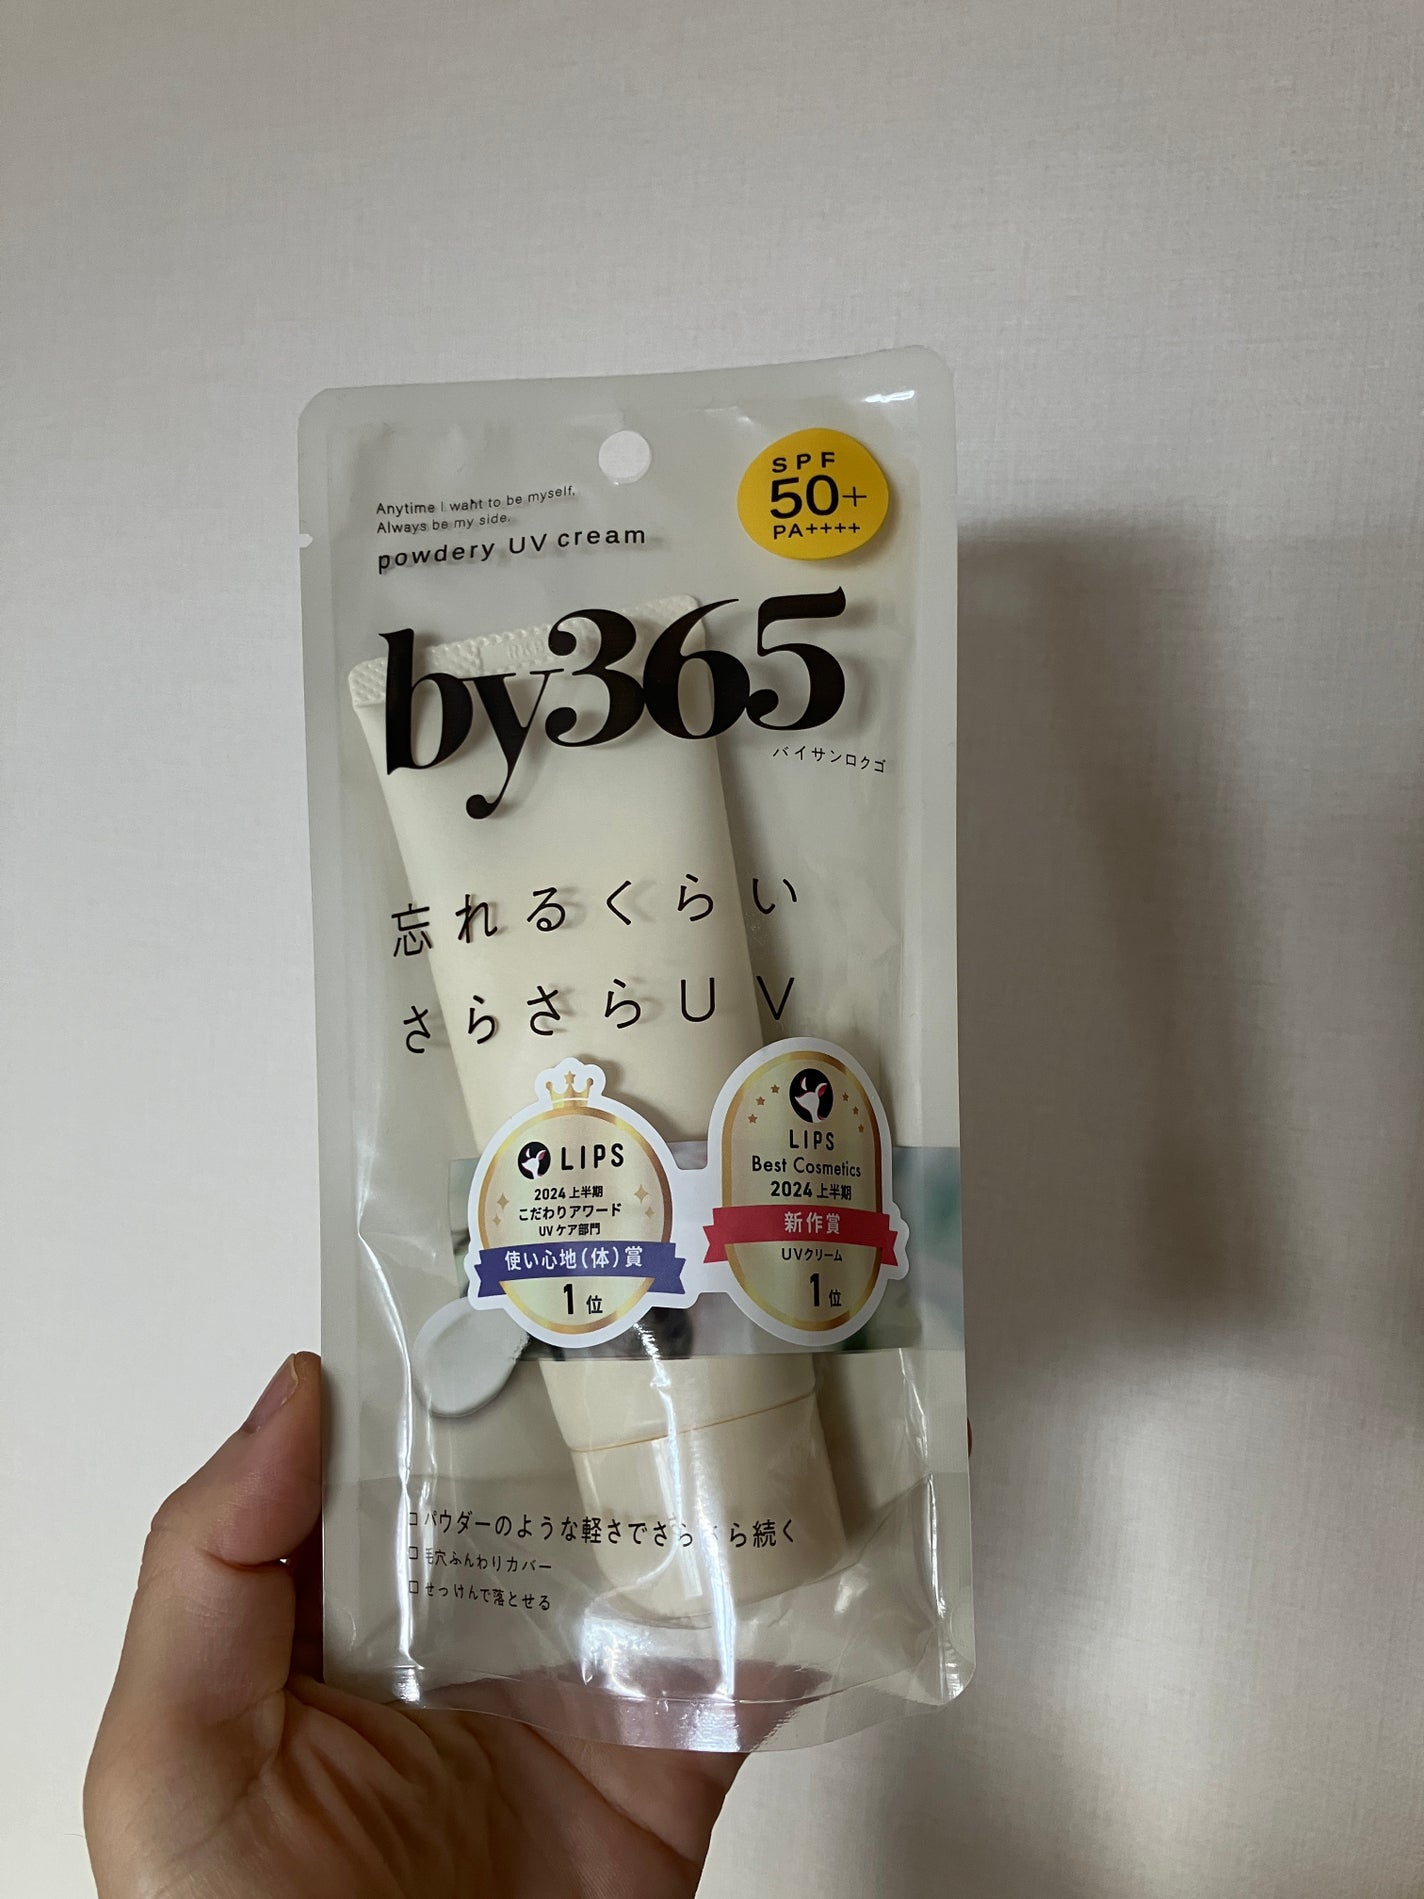 Anytime I want to be myself,
Always be my side.
powdery UV cream
SPF
50+
PA++++
by365
バイサンロクゴ
忘れるくらい
さらさらUV
LIPS
2024 上半期
こだわりアワード
UVケア部門
使い心地(体)賞
1位
LIPS
Best Cosmetics
2024 上半期
新作賞
UVクリーム
1位
□パウダーのような軽さでさらさら続く
□毛穴ふんわりカバー
□せっけんで落とせる